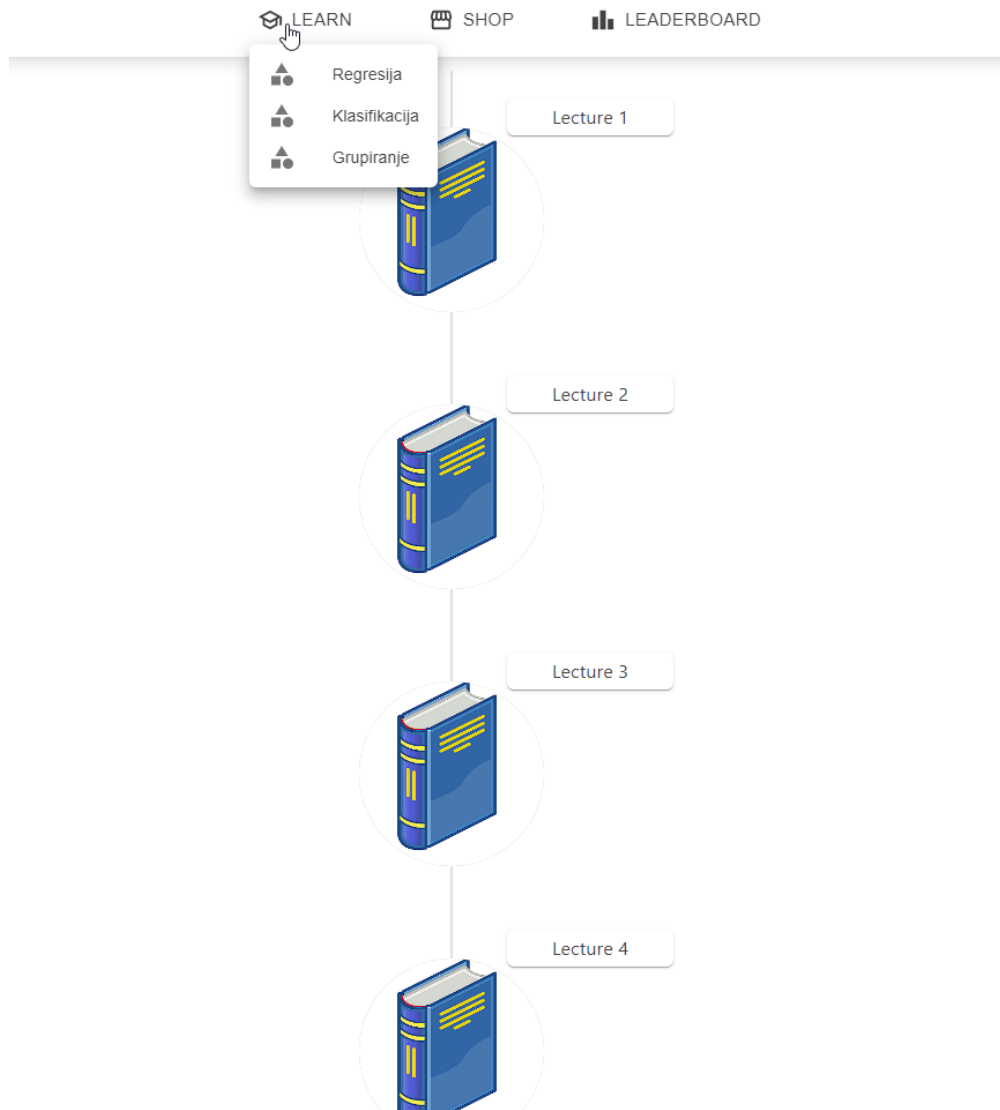 LEARN SHOP LEADERBOARD
Regresija
Klasifikacija
Grupiranje
Lecture 1
Lecture 2
Lecture 3
Lecture 4